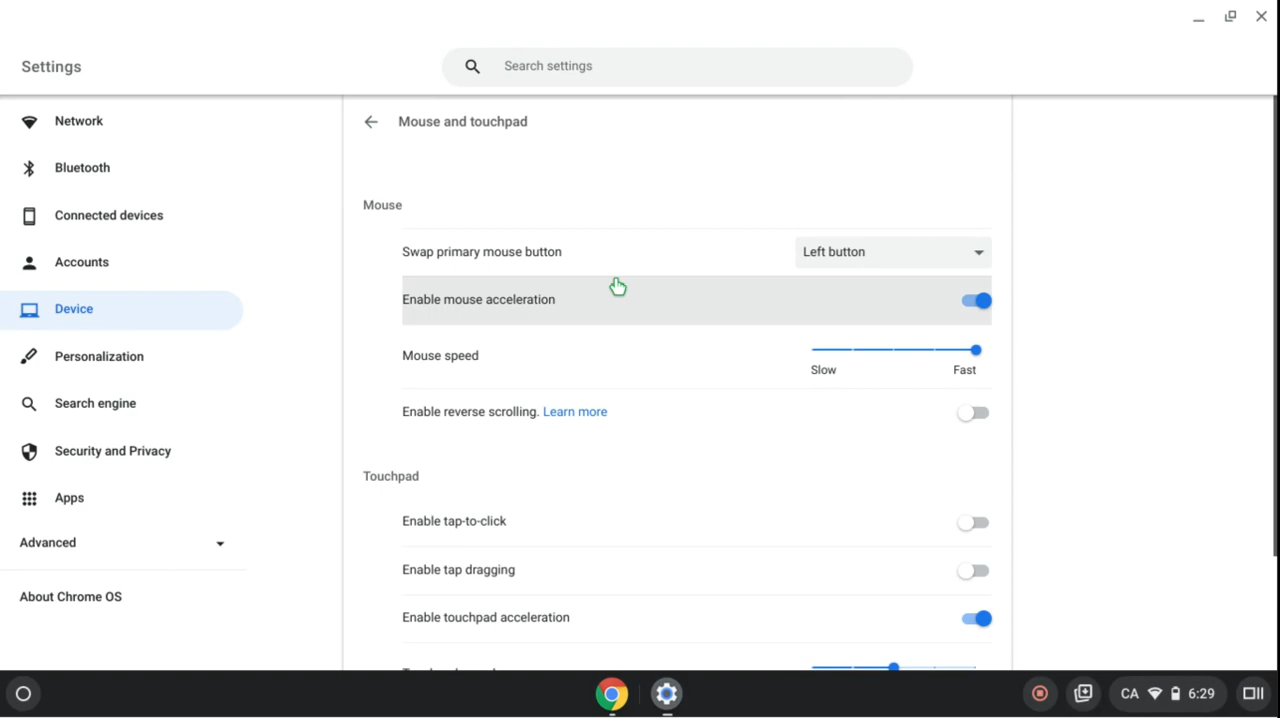 Settings
Search settings
Network
Bluetooth
Connected devices
Accounts
Device
Personalization
Search engine
Security and Privacy
Apps
Advanced
About Chrome OS
Mouse and touchpad
Mouse
Swap primary mouse button Left button
Enable mouse acceleration
Mouse speed
Slow Fast
Enable reverse scrolling. Learn more
Touchpad
Enable tap-to-click
Enable tap dragging
Enable touchpad acceleration
CA 6:29